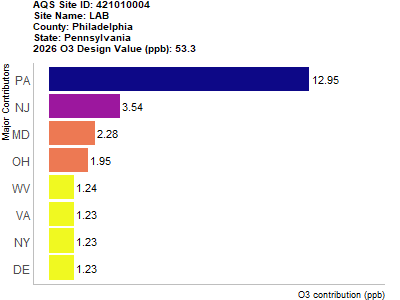 AQS Site ID: 421010004
Site Name: LAB
County: Philadelphia
State: Pennsylvania
2026 O3 Design Value (ppb): 53.3
Major Contributors
PA 12.95
NJ 3.54
MD 2.28
OH 1.95
WV 1.24
VA 1.23
NY 1.23
DE 1.23
O3 contribution (ppb)